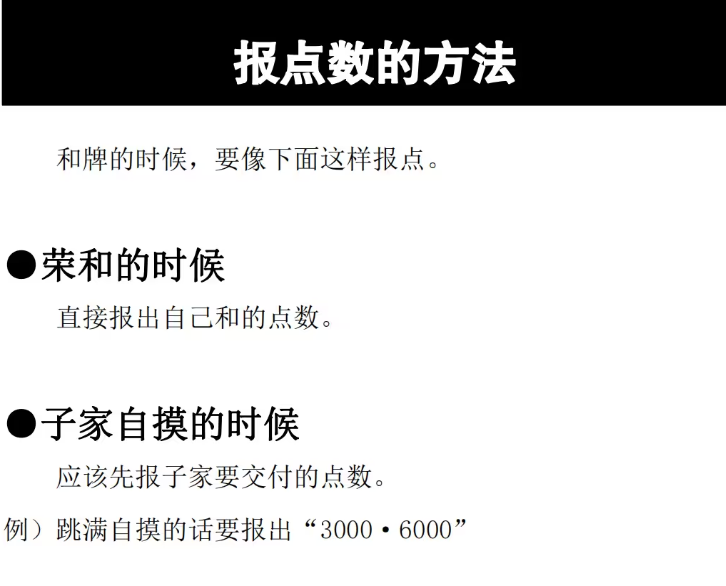 报点数的方法
和牌的时候，要像下面这样报点。
●荣和的时候
直接报出自己和的点数。
●子家自摸的时候
应该先报子家要交付的点数。
例）跳满自摸的话要报出“3000·6000”